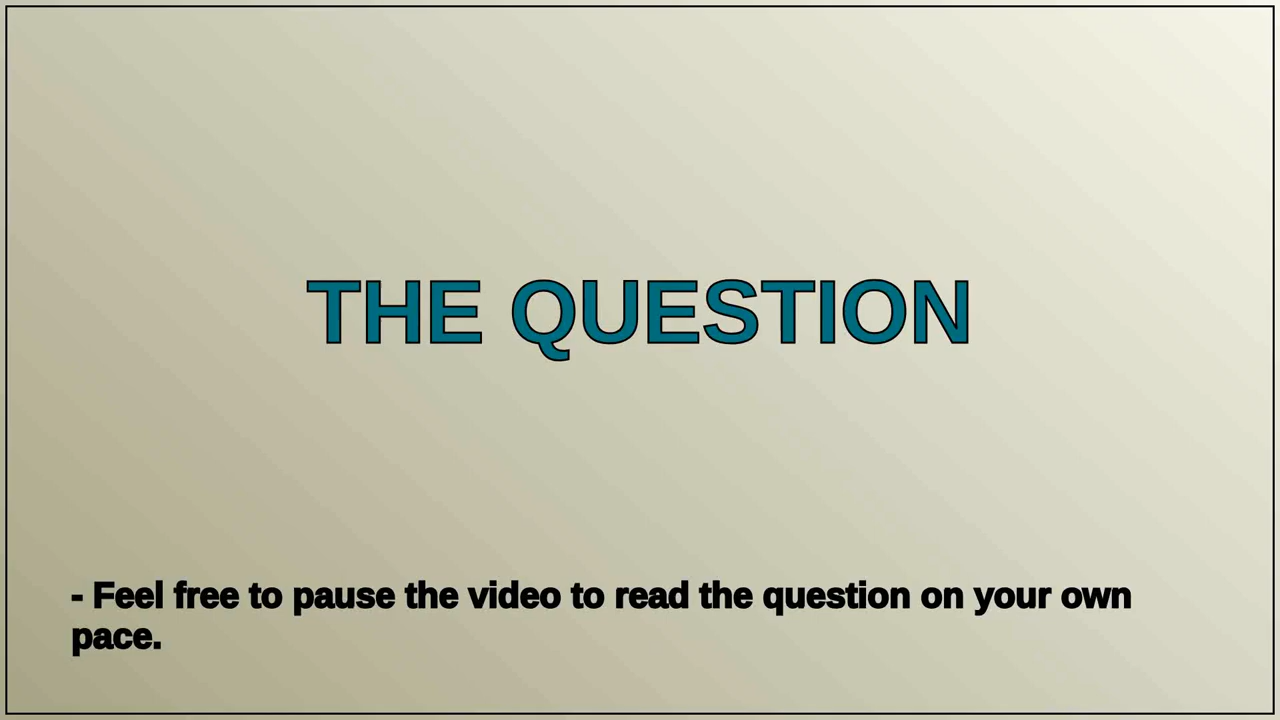 THE QUESTION
- Feel free to pause the video to read the question on your own
pace.